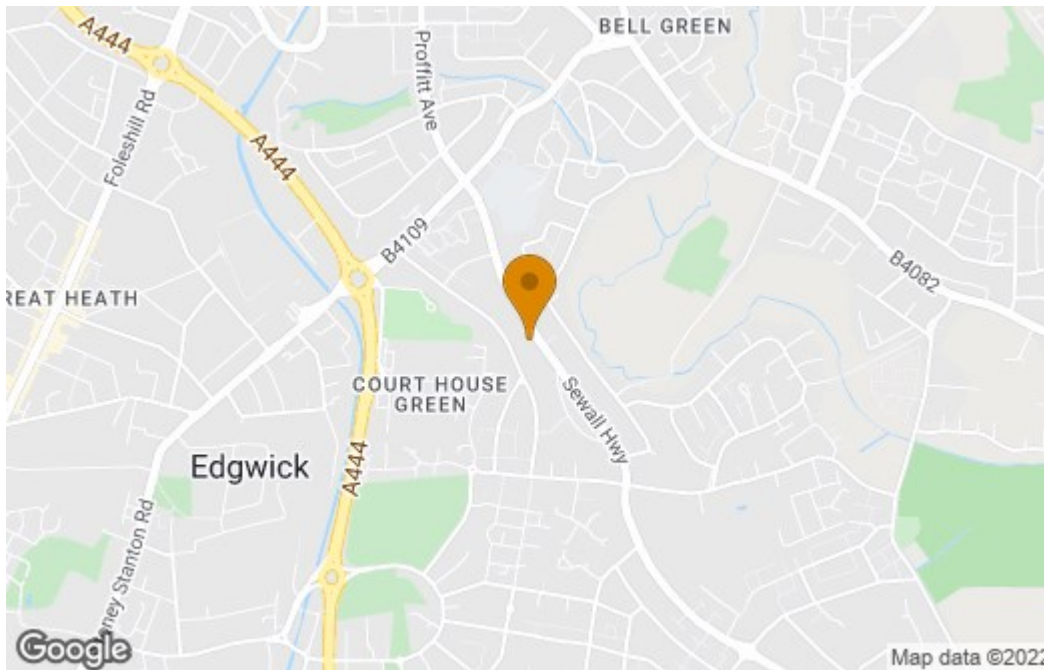 A444
BELL GREEN
Proffitt Ave
Foleshill Rd
A444
B4109
B4082
REAT HEATH
COURT HOUSE
GREEN
Sewall Hwy
Edgwick
A444
ney Stanton Rd
Google
Map data ©2022